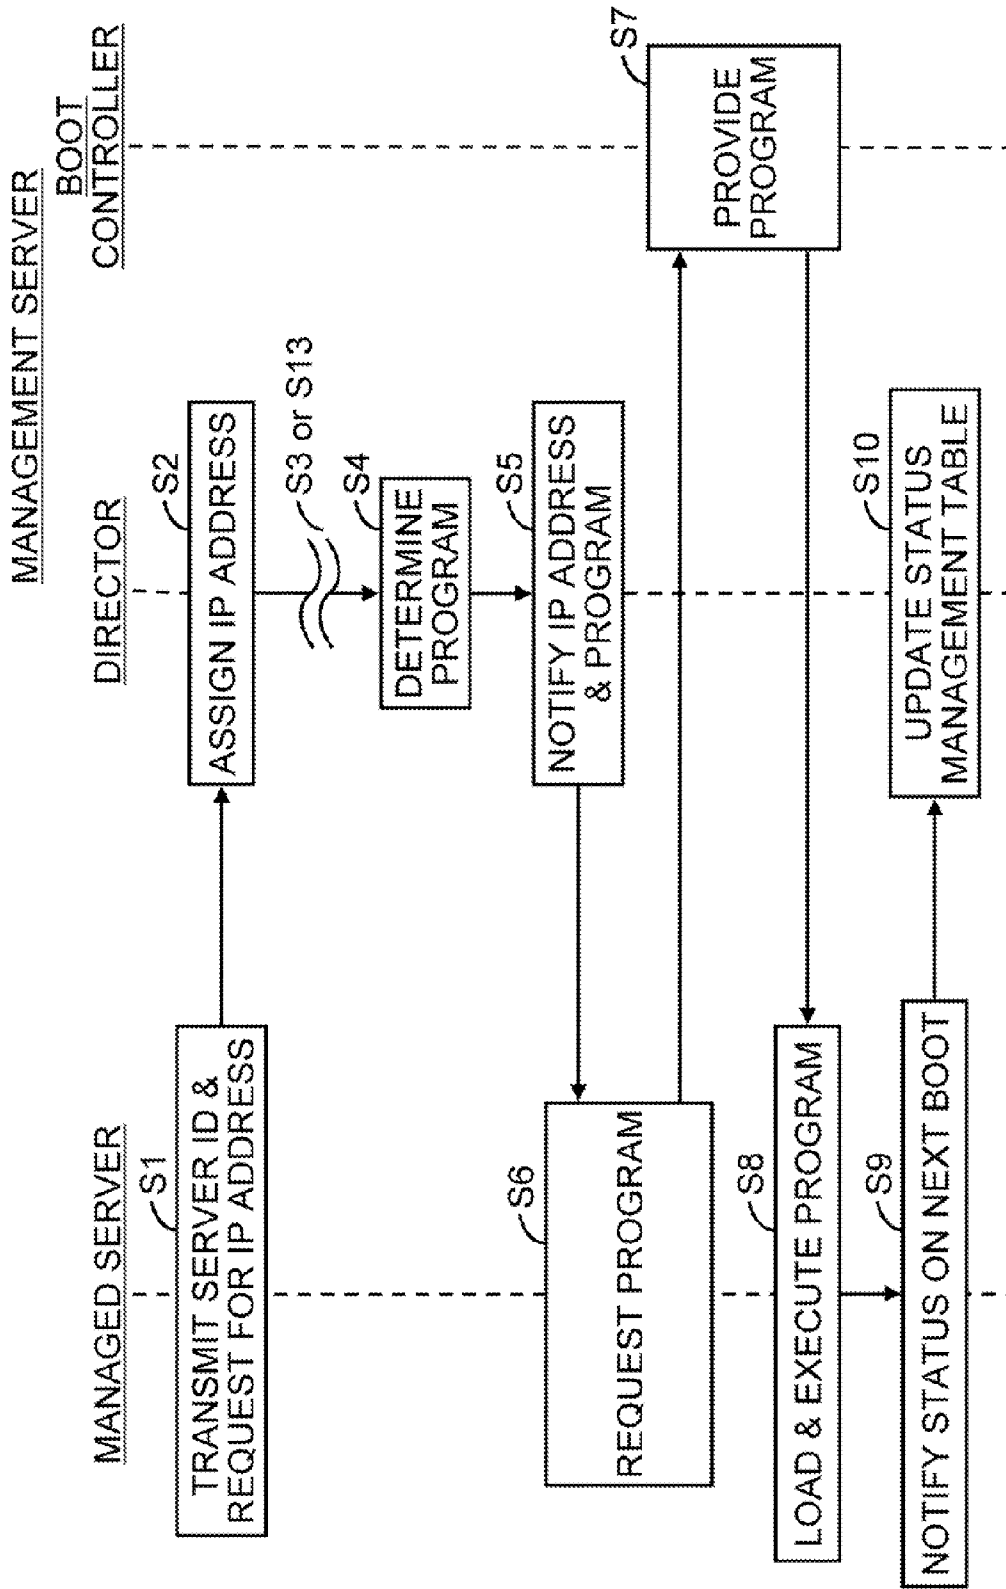 MANAGEMENT SERVER
MANAGED SERVER
DIRECTOR
BOOT
CONTROLLER
S1
TRANSMIT SERVER ID &
REQUEST FOR IP ADDRESS
S2
ASSIGN IP ADDRESS
S3 or S13
S4
DETERMINE
PROGRAM
S5
NOTIFY IP ADDRESS
& PROGRAM
S6
REQUEST PROGRAM
S7
PROVIDE
PROGRAM
S8
LOAD & EXECUTE PROGRAM
S9
NOTIFY STATUS ON NEXT BOOT
S10
UPDATE STATUS
MANAGEMENT TABLE